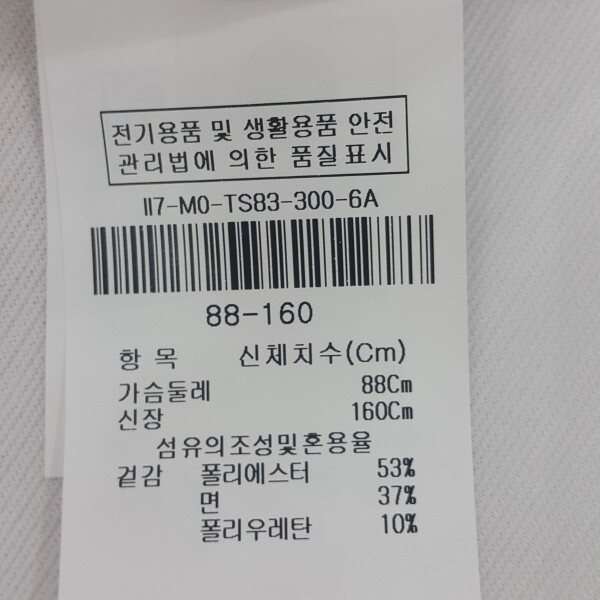 전기용품 및 생활용품 안전
관리법에 의한 품질표시
II7-M0-TS83-300-6A
88-160
항 목 신체치수(Cm)
가슴둘레 88Cm
신장 160Cm
섬유의조성및혼용율
겉감 폴리에스터 53%
면 37%
폴리우레탄 10%